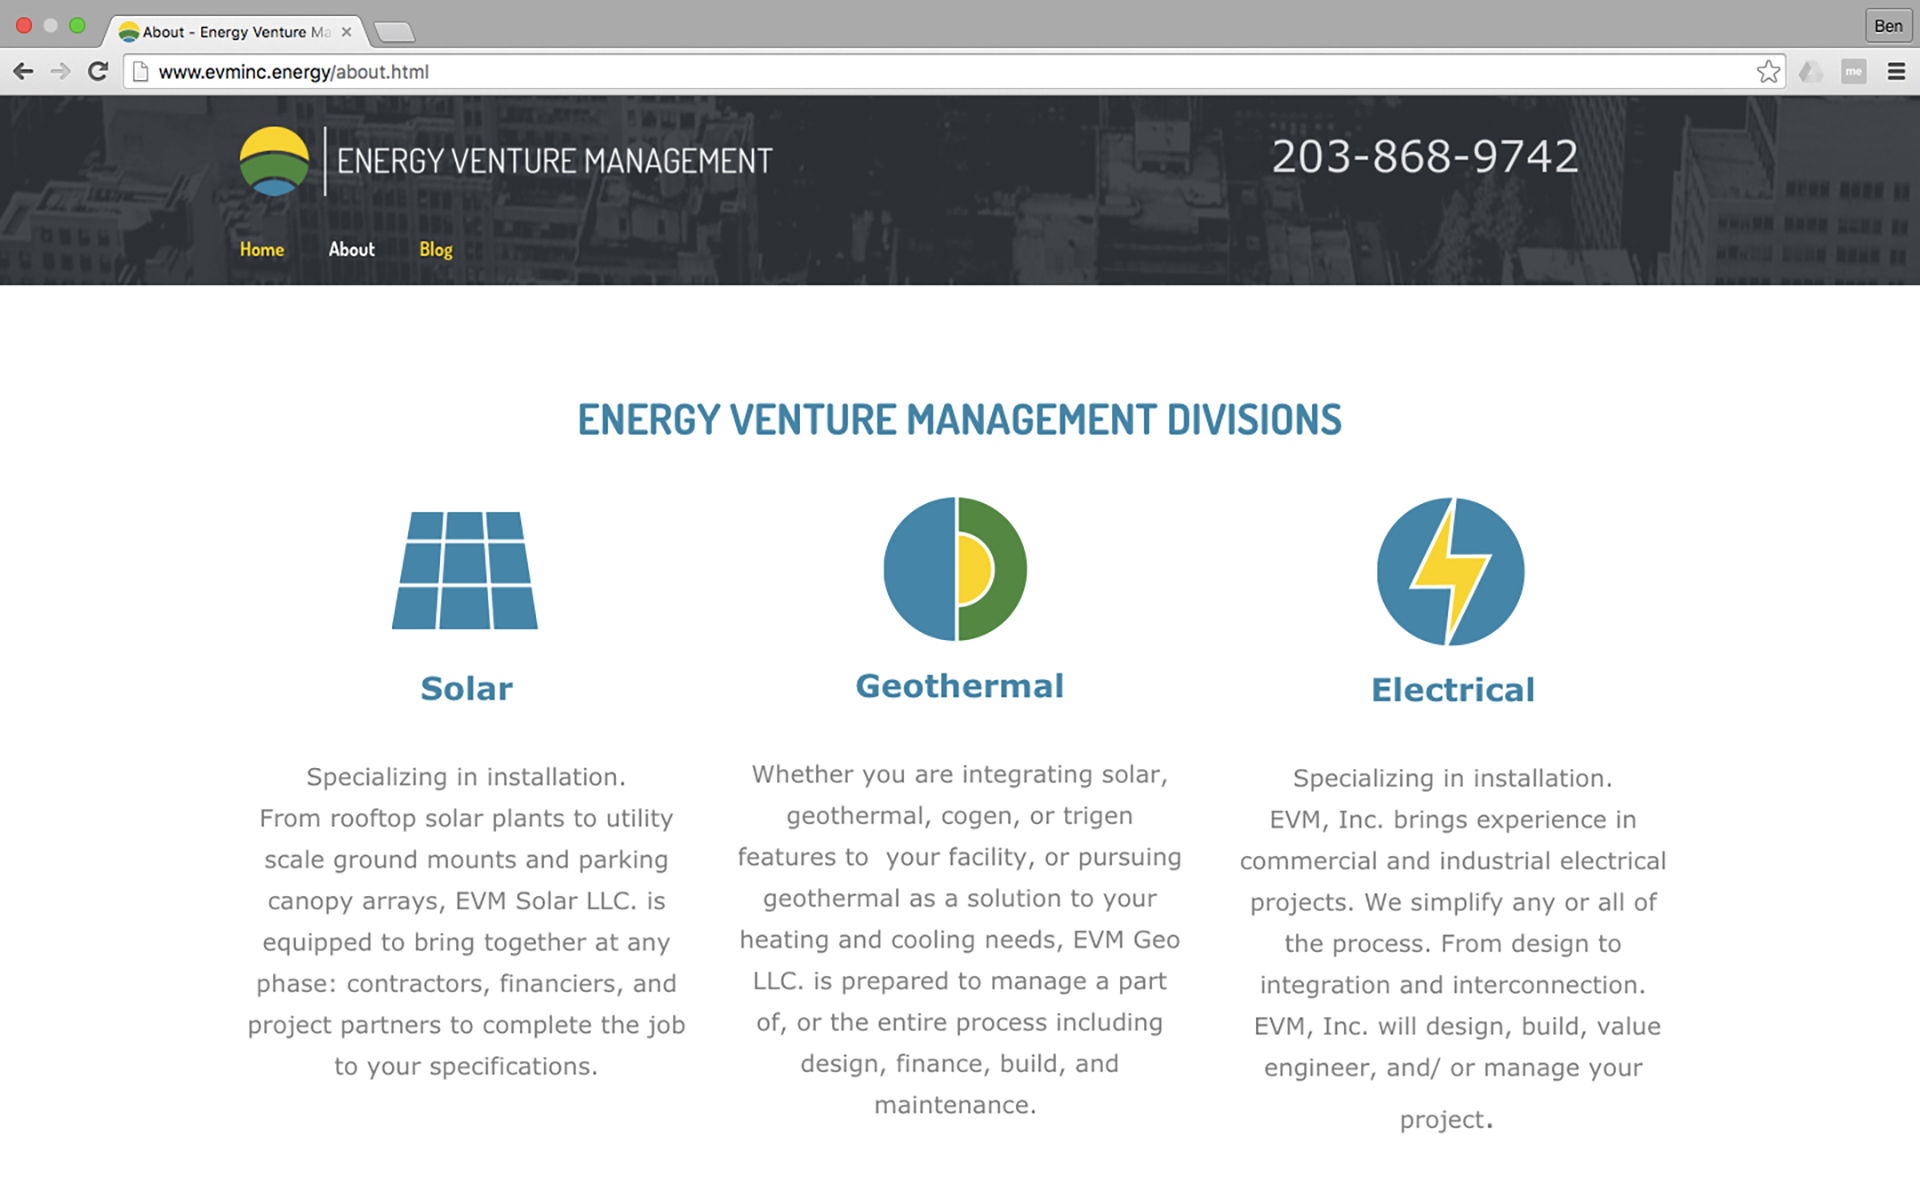 About - Energy Venture Ma
Ben
www.evminc.energy/about.html
me
ENERGY VENTURE MANAGEMENT
203-868-9742
Home About Blog
ENERGY VENTURE MANAGEMENT DIVISIONS
Solar
Specializing in installation.
From rooftop solar plants to utility
scale ground mounts and parking
canopy arrays, EVM Solar LLC. is
equipped to bring together at any
phase: contractors, financiers, and
project partners to complete the job
to your specifications.
Geothermal
Whether you are integrating solar,
geothermal, cogen, or trigen
features to  your facility, or pursuing
geothermal as a solution to your
heating and cooling needs, EVM Geo
LLC. is prepared to manage a part
of, or the entire process including
design, finance, build, and
maintenance.
Electrical
Specializing in installation.
EVM, Inc. brings experience in
commercial and industrial electrical
projects. We simplify any or all of
the process. From design to
integration and interconnection.
EVM, Inc. will design, build, value
engineer, and/ or manage your
project.